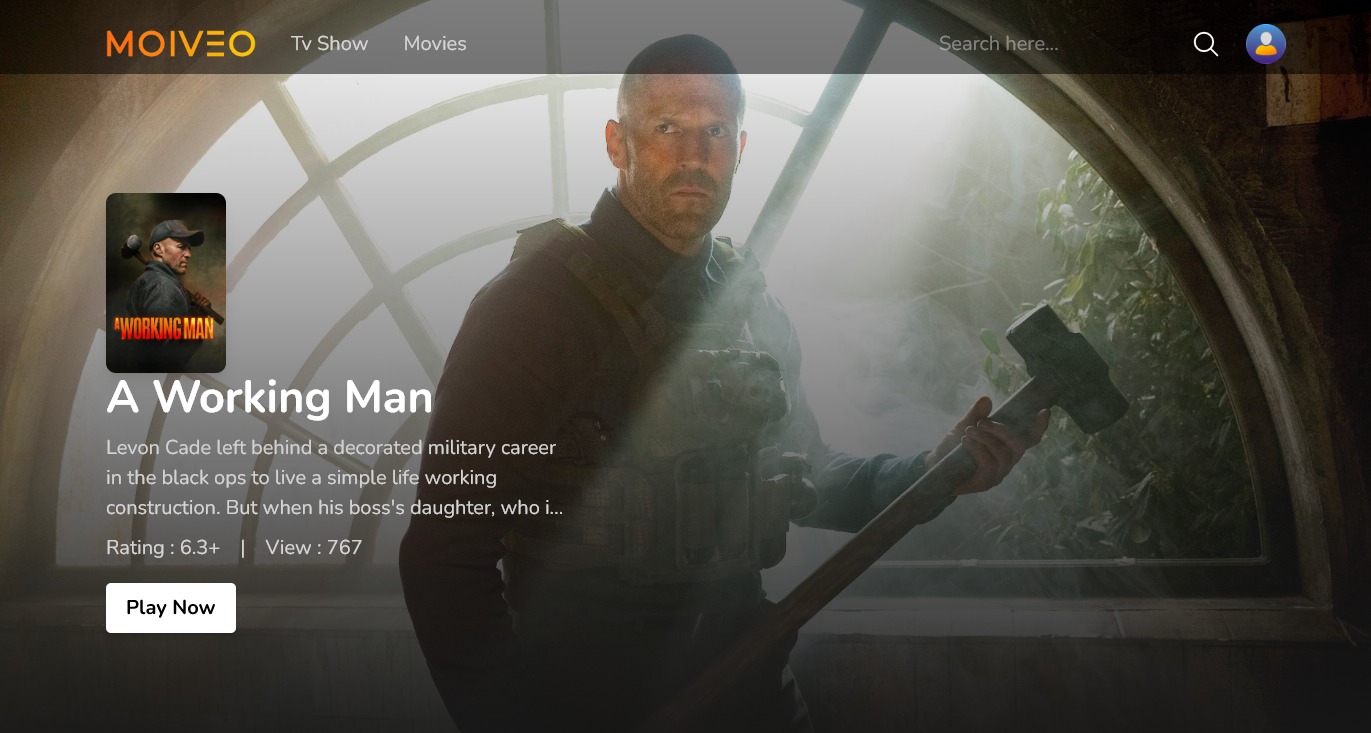 MOIVEO
Tv Show
Movies
Search here...
A WORKING MAN
A Working Man
Levon Cade left behind a decorated military career
in the black ops to live a simple life working
construction. But when his boss's daughter, who i...
Rating : 6.3+ | View : 767
Play Now